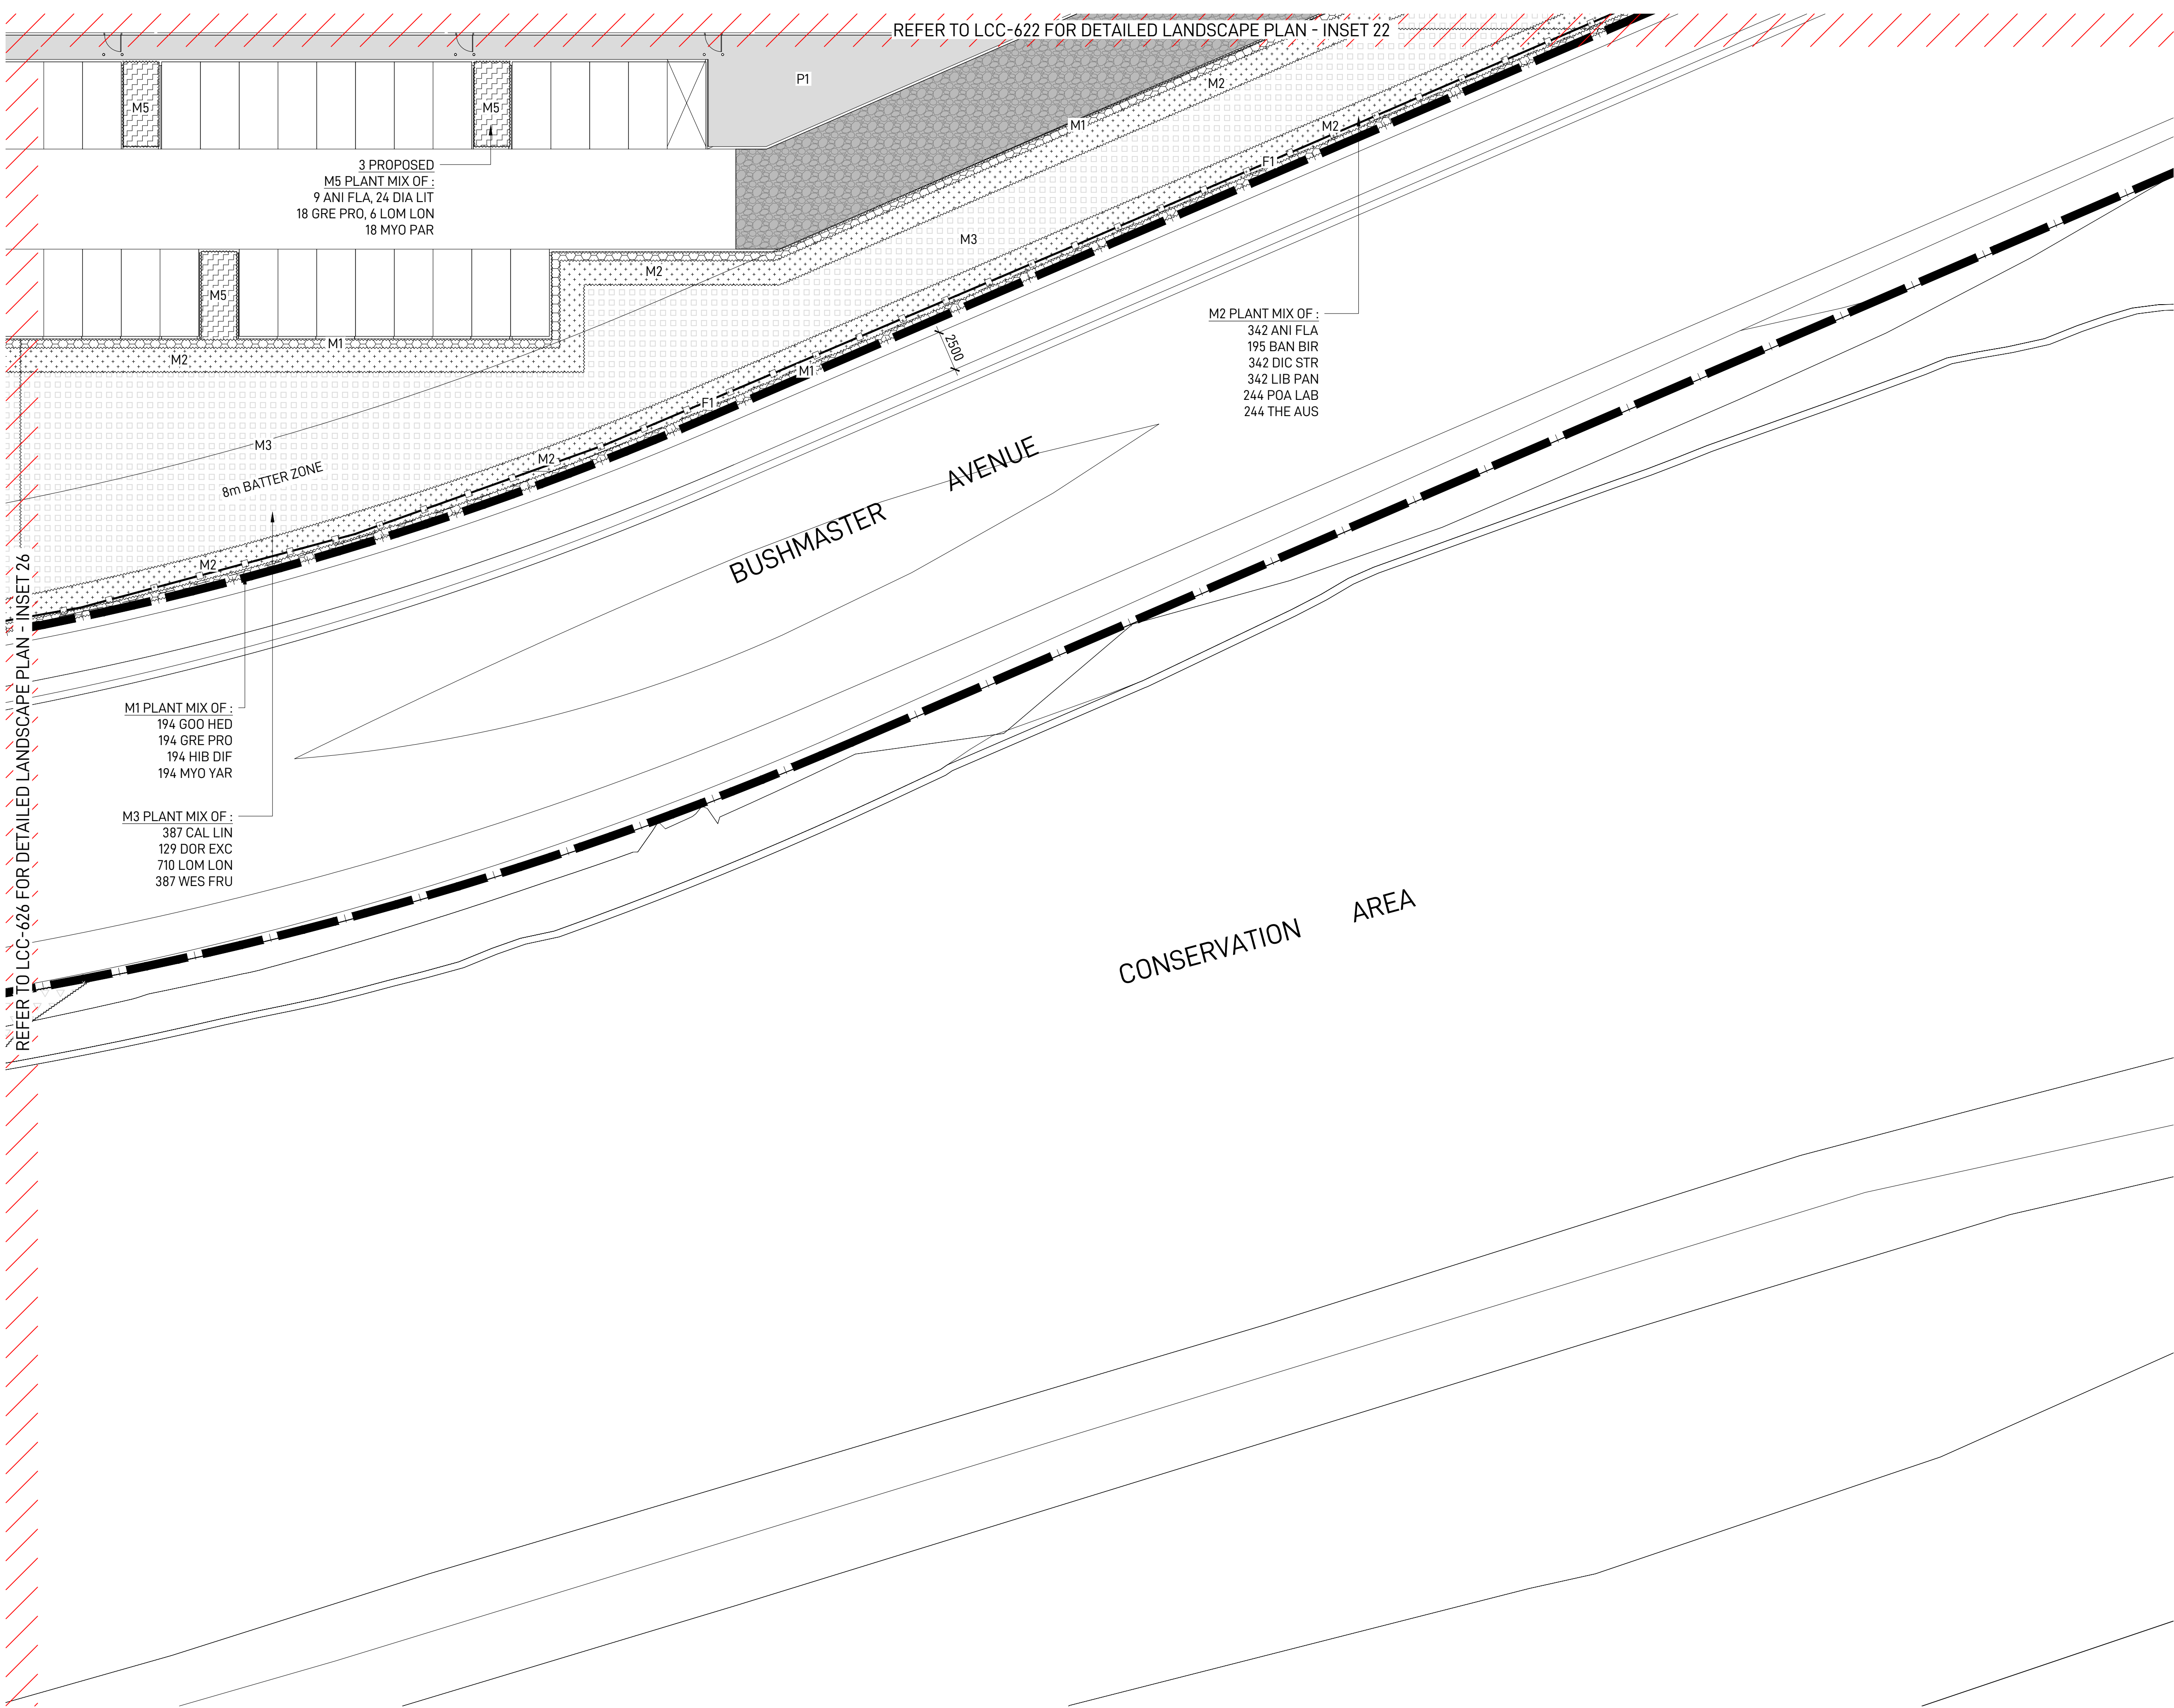 REFER TO LCC-622 FOR DETAILED LANDSCAPE PLAN - INSET 22
P1
M5
M5
M2
M1
M2
F1
3 PROPOSED
M5 PLANT MIX OF :
9 ANI FLA, 24 DIA LIT
18 GRE PRO, 6 LOM LON
18 MYO PAR
M3
M2
M5
M1
M2
M2 PLANT MIX OF :
342 ANI FLA
195 BAN BIR
342 DIC STR
342 LIB PAN
244 POA LAB
244 THE AUS
2500
M1
F1
M3
M2
8m BATTER ZONE
M2
BUSHMASTER AVENUE
REFER TO LCC-626 FOR DETAILED LANDSCAPE PLAN - INSET 26
M1 PLANT MIX OF :
194 GOO HED
194 GRE PRO
194 HIB DIF
194 MYO YAR
M3 PLANT MIX OF :
387 CAL LIN
129 DOR EXC
710 LOM LON
387 WES FRU
CONSERVATION AREA